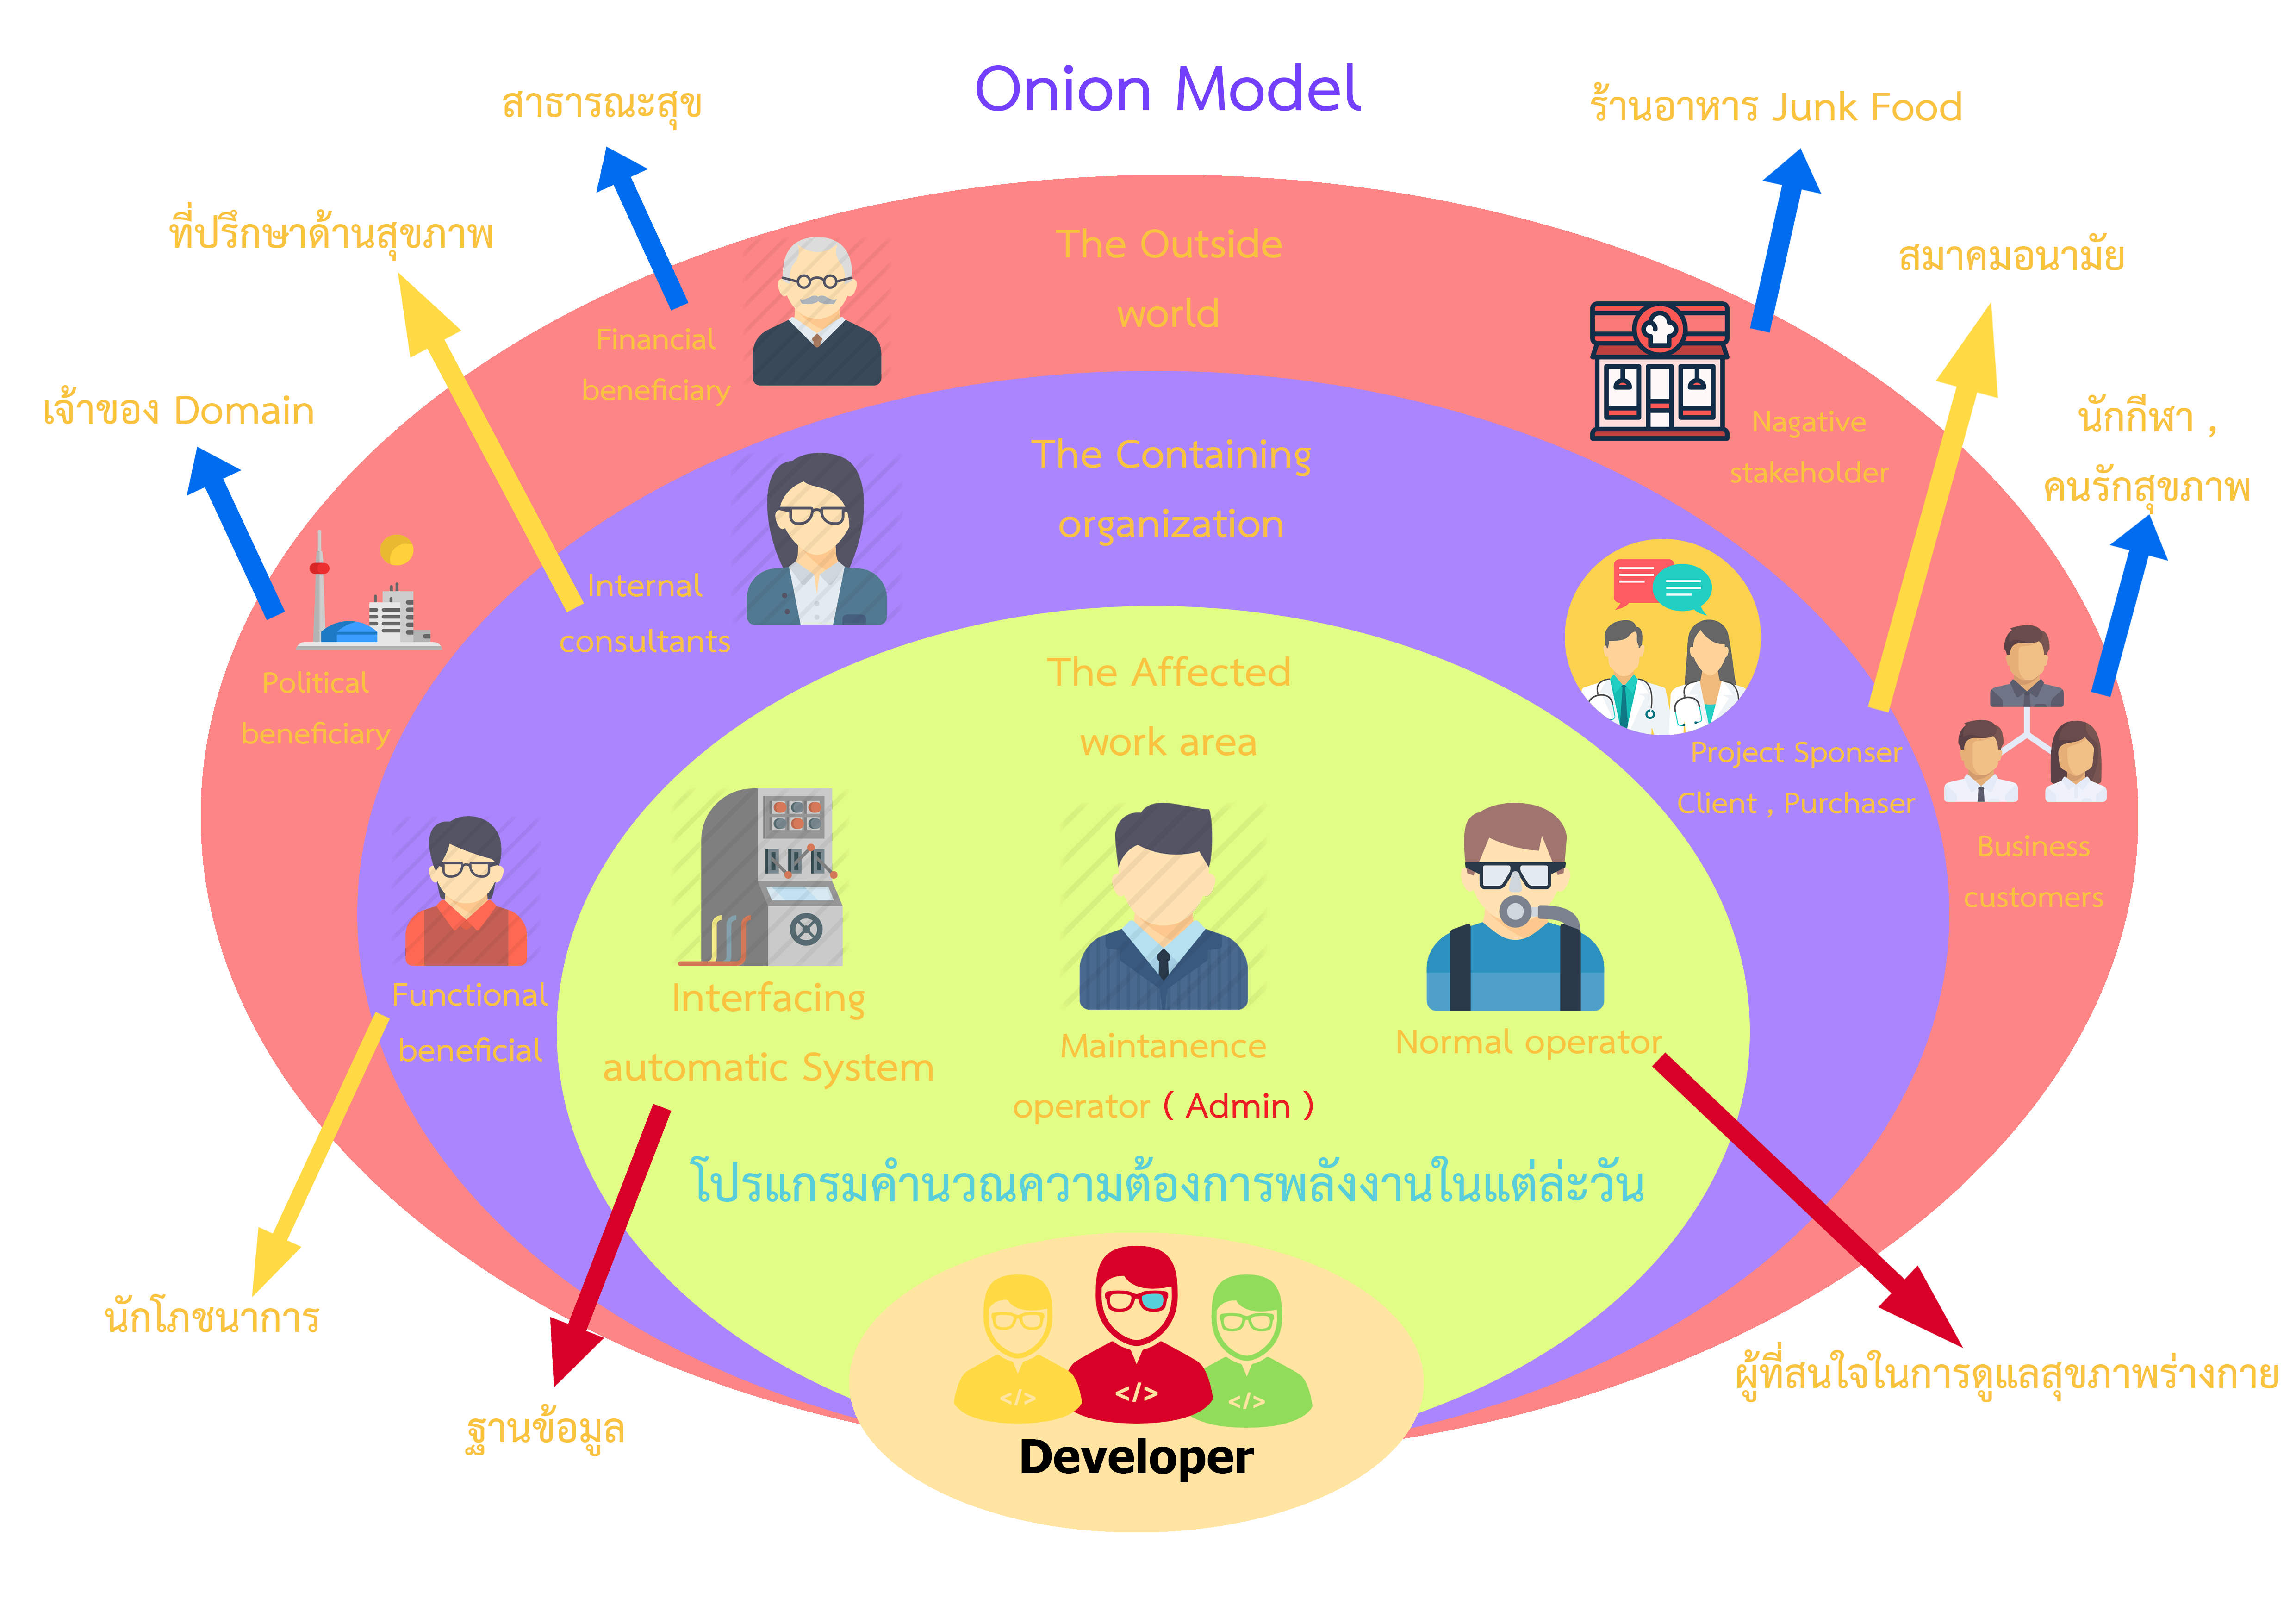 Onion Model
สาธารณะสุข
ร้านอาหาร Junk Food
ที่ปรึกษาด้านสุขภาพ
สมาคมอนามัย
เจ้าของ Domain
นักกีฬา ,
คนรักสุขภาพ
The Outside
world
Financial
beneficiary
Nagative
stakeholder
The Containing
organization
Internal
consultants
Political
beneficiary
Project Sponser
Client , Purchaser
Business
customers
The Affected
work area
Functional
beneficial
Interfacing
automatic System
Maintanence
operator ( Admin )
Normal operator
โปรแกรมคำนวณความต้องการพลังงานในแต่ล่ะวัน
นักโภชนาการ
ฐานข้อมูล
ผู้ที่สนใจในการดูแลสุขภาพร่างกาย
</>
</>
</>
Developer